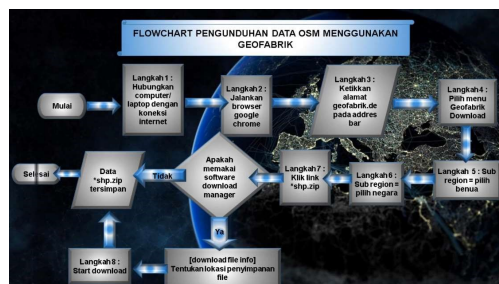 FLOWCHART PENGUNDUHAN DATA OSM MENGGUNAKAN
GEOFABRIK
Mulai
Langkah 1 :
Hubungkan
computer/
laptop dengan
koneksi
internet
Langkah 2 :
Jalankan
browser
google
chrome
Langkah 3 :
Ketikkan
alamat
geofabrik.de
pada addres
bar
Langkah 4 :
Pilih menu
Geofabrik
Download
Langkah 5 : Sub
region = pilih
benua
Langkah 6 :
Sub region =
pilih negara
Langkah 7 :
Klik link
*shp.zip
Apakah
memakai
software
download
manager
Tidak
Data
*shp.zip
tersimpan
Selesai
Ya
[download file info]
Tentukan lokasi penyimpanan
file
Langkah 8 :
Start download